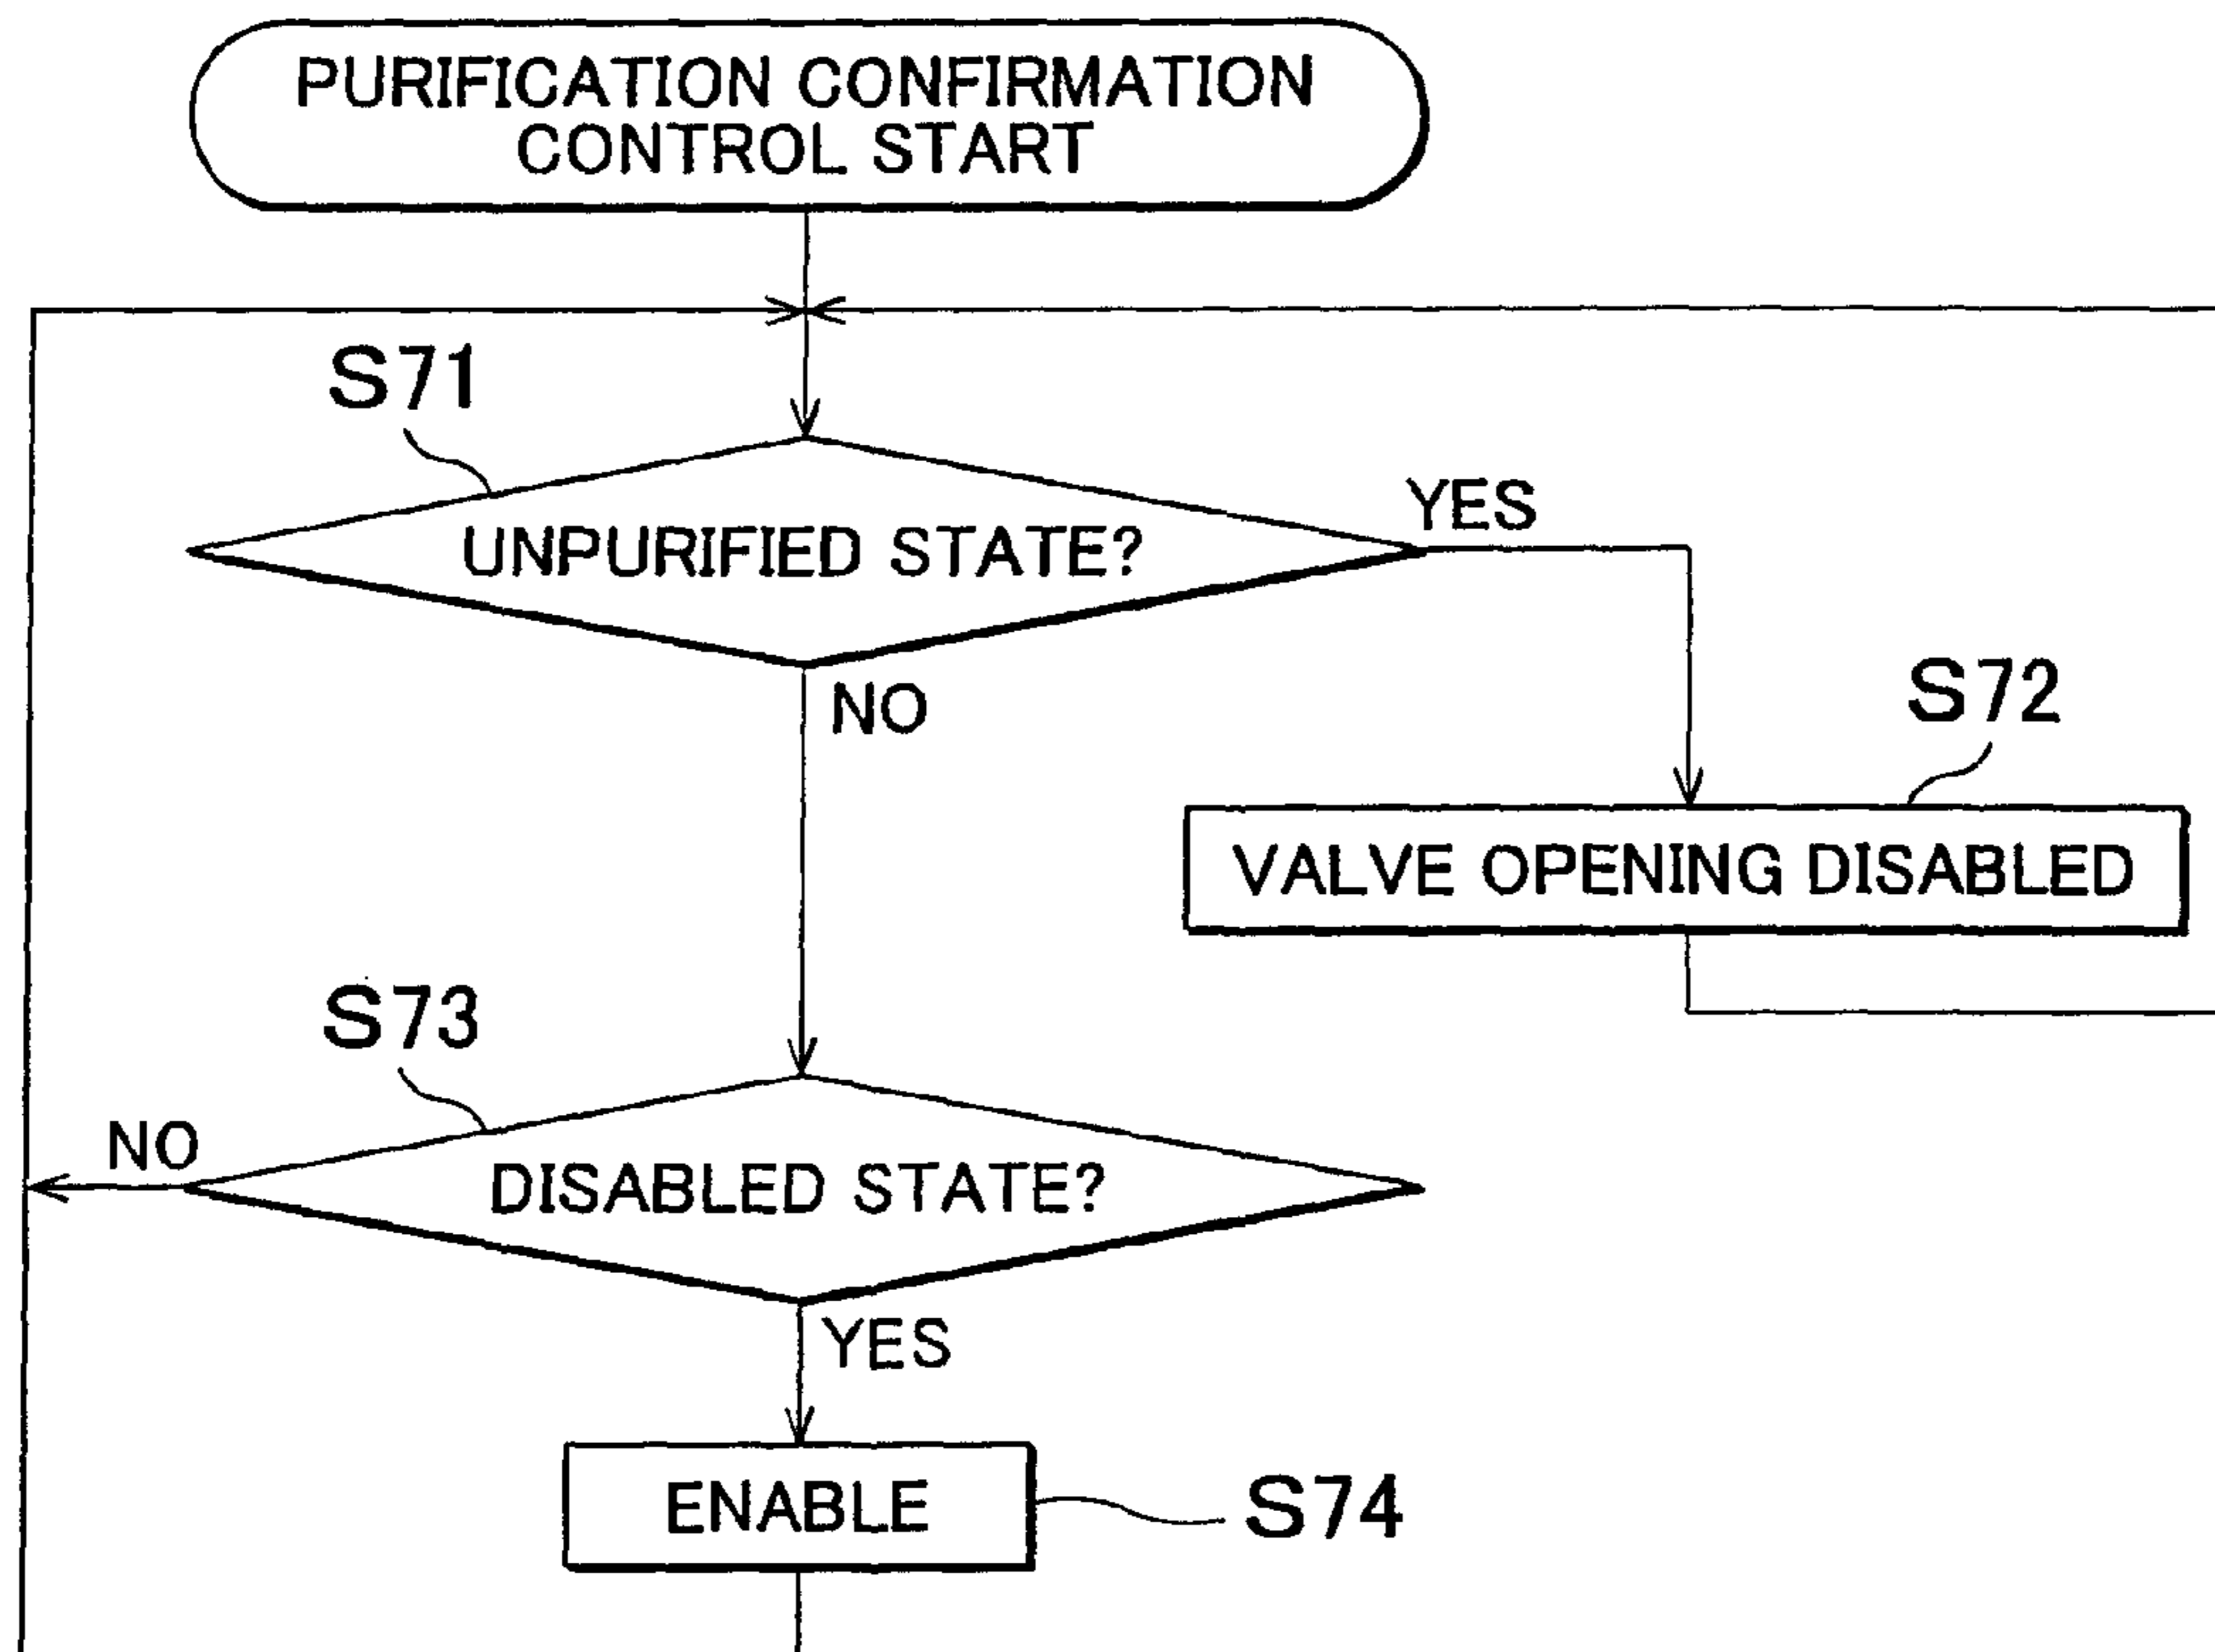 PURIFICATION CONFIRMATION
CONTROL START
S71
UNPURIFIED STATE?
YES
NO
S72
VALVE OPENING DISABLED
S73
NO
DISABLED STATE?
YES
ENABLE
S74